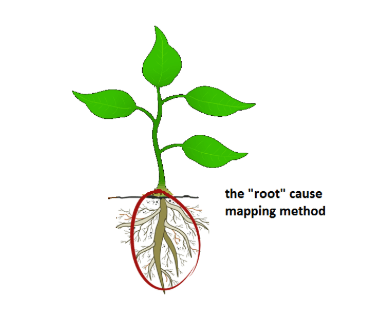 the "root" cause
mapping method